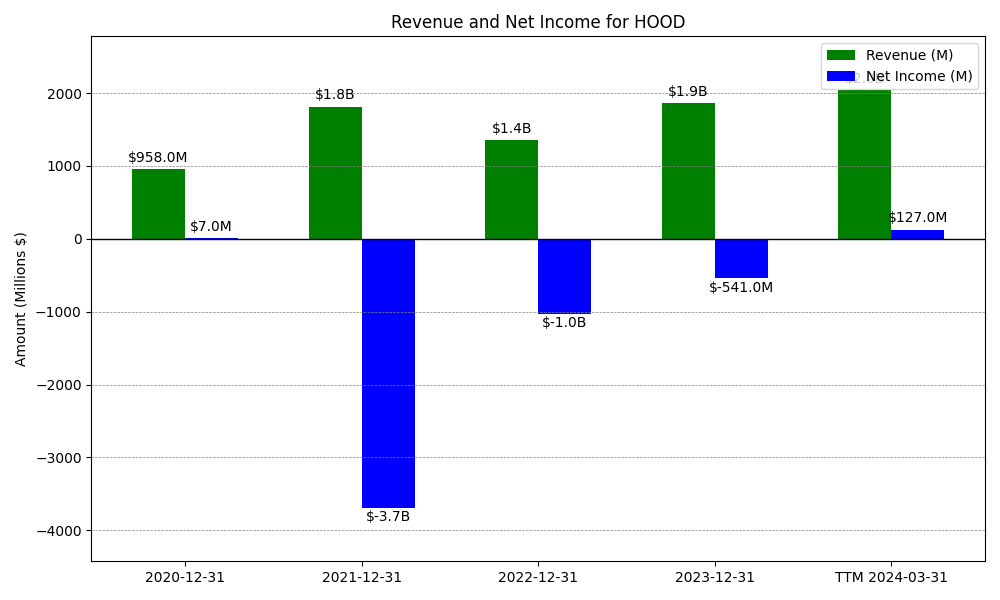 Revenue and Net Income for HOOD
Revenue (M)
Net Income (M)
$958.0M
$7.0M
$1.8B
$-3.7B
$1.4B
$-1.0B
$1.9B
$-541.0M
$127.0M
Amount (Millions $)
2000
1000
0
−1000
−2000
−3000
−4000
2020-12-31
2021-12-31
2022-12-31
2023-12-31
TTM 2024-03-31